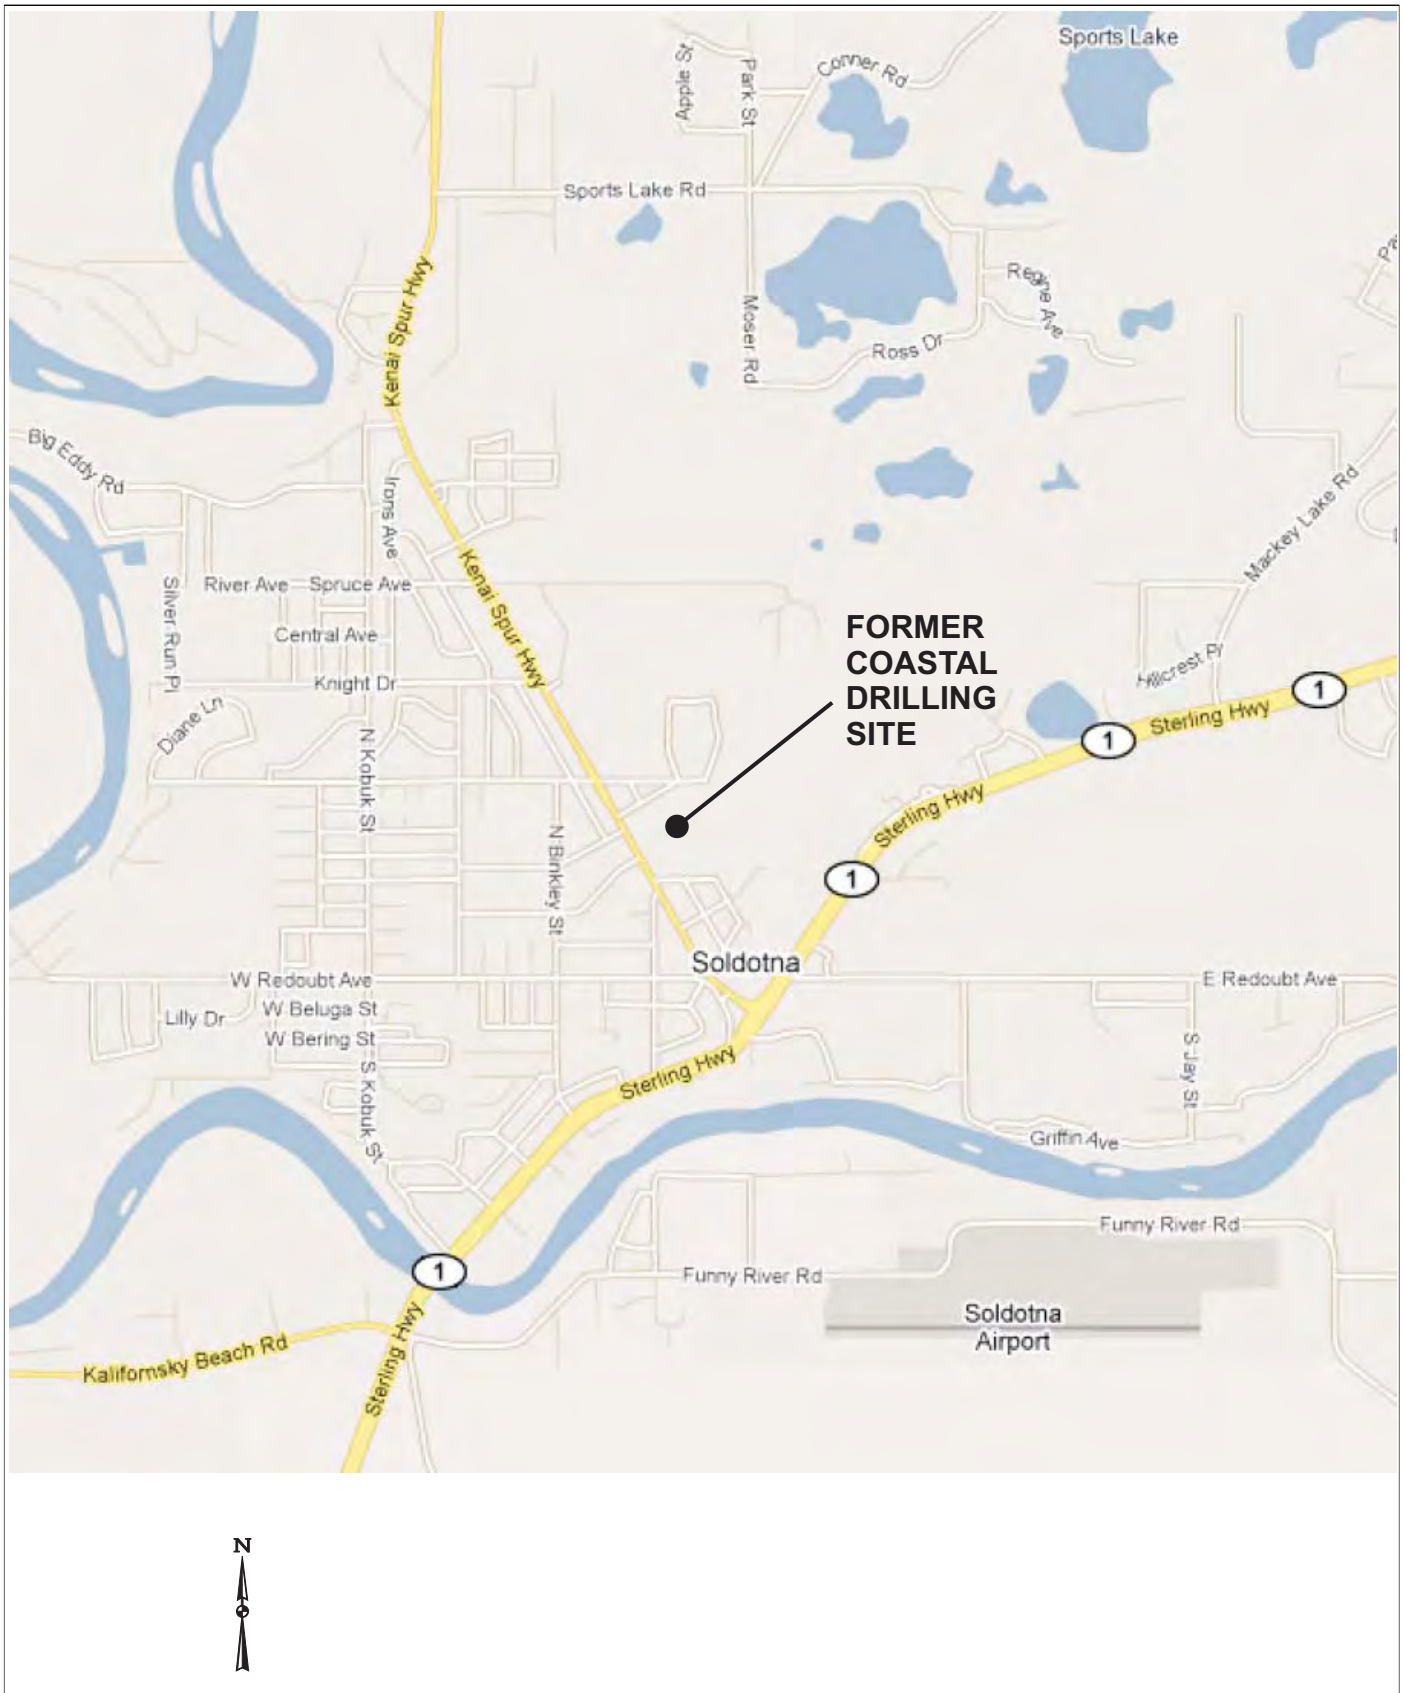 Sports Lake
Conner Rd
Apple St
Park St
Sports Lake Rd
Kenai Spur Hwy
Regine Ave
Moser Rd
Ross Dr
Big Eddy Rd
Irons Ave
Mackey Lake Rd
Kenai Spur Hwy
River Ave
Spruce Ave
Silver Run Pl
Central Ave
FORMER
COASTAL
DRILLING
SITE
Hillcrest Pr
Knight Dr
Diane Ln
1
Sterling Hwy
1
N Kobuk St
Sterling Hwy
N Binkley St
1
Soldotna
W Redoubt Ave
E Redoubt Ave
Lilly Dr
W Beluga St
W Bering St
S Kobuk St
S Jay St
Sterling Hwy
Griffin Ave
Funny River Rd
1
Funny River Rd
Soldotna
Airport
Kalifornsky Beach Rd
Sterling Hwy
N